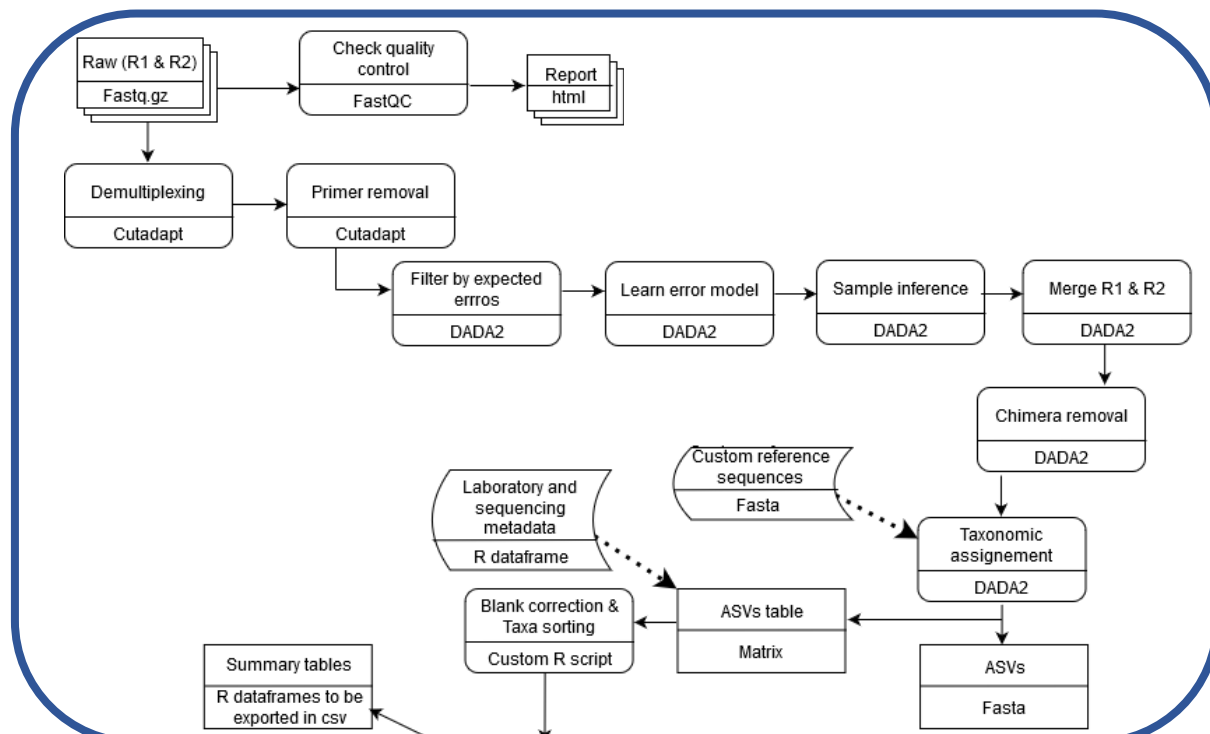 Raw (R1 & R2)
Fastq.gz
Check quality
control
FastQC
Report
html
Demultiplexing
Cutadapt
Primer removal
Cutadapt
Filter by expected
errros
DADA2
Learn error model
DADA2
Sample inference
DADA2
Merge R1 & R2
DADA2
Chimera removal
DADA2
Custom reference
sequences
Fasta
Laboratory and
sequencing
metadata
R dataframe
Taxonomic
assignement
DADA2
Blank correction &
Taxa sorting
Custom R script
ASVs table
Matrix
ASVs
Fasta
Summary tables
R dataframes to be
exported in csv